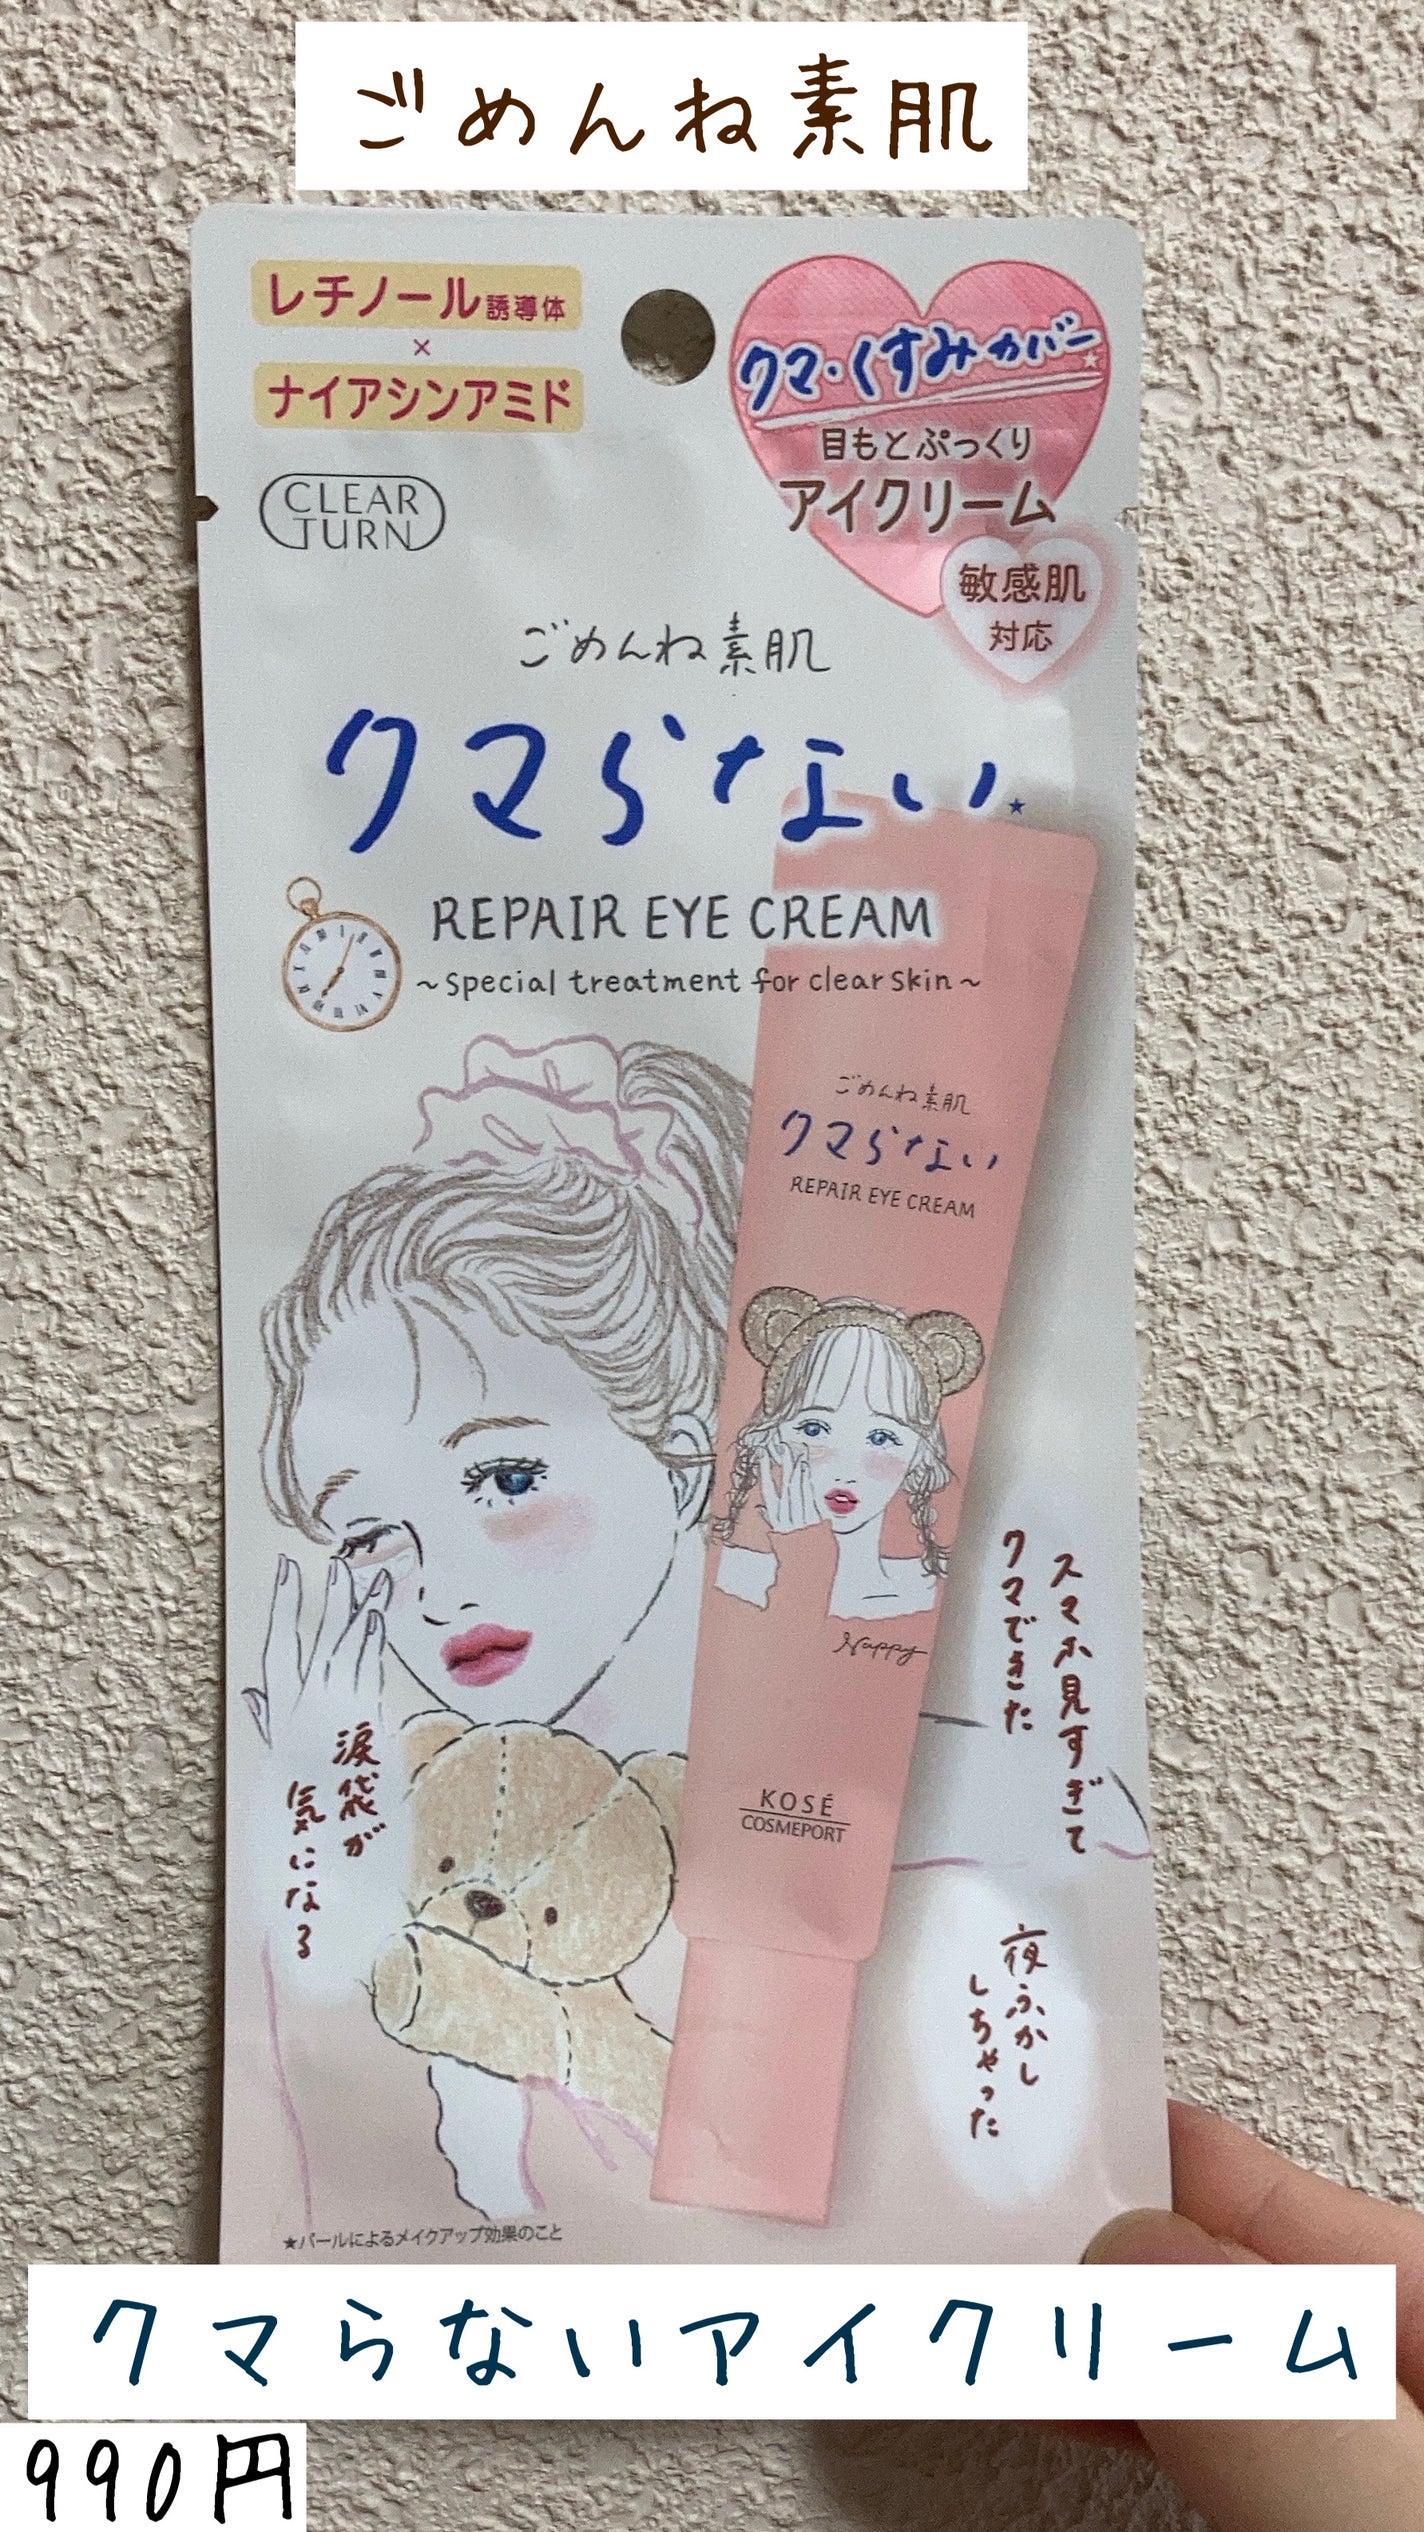 ごめんね素肌
レチノール誘導体
×
ナイアシンアミド
クマ・くすみカバー★
目もとぷっくり
アイクリーム
敏感肌
対応
CLEAR
TURN
ごめんね素肌
クマらない★
REPAIR EYE CREAM
~special treatment for clear skin~
ごめんね素肌
クマらない
REPAIR EYE CREAM
Nappy
KOSÉ
COSMEPORT
スマホ見すぎて
クマできた
涙袋が
気になる
夜ふかし
しちゃった
★パールによるメイクアップ効果のこと
クマらないアイクリーム
990円